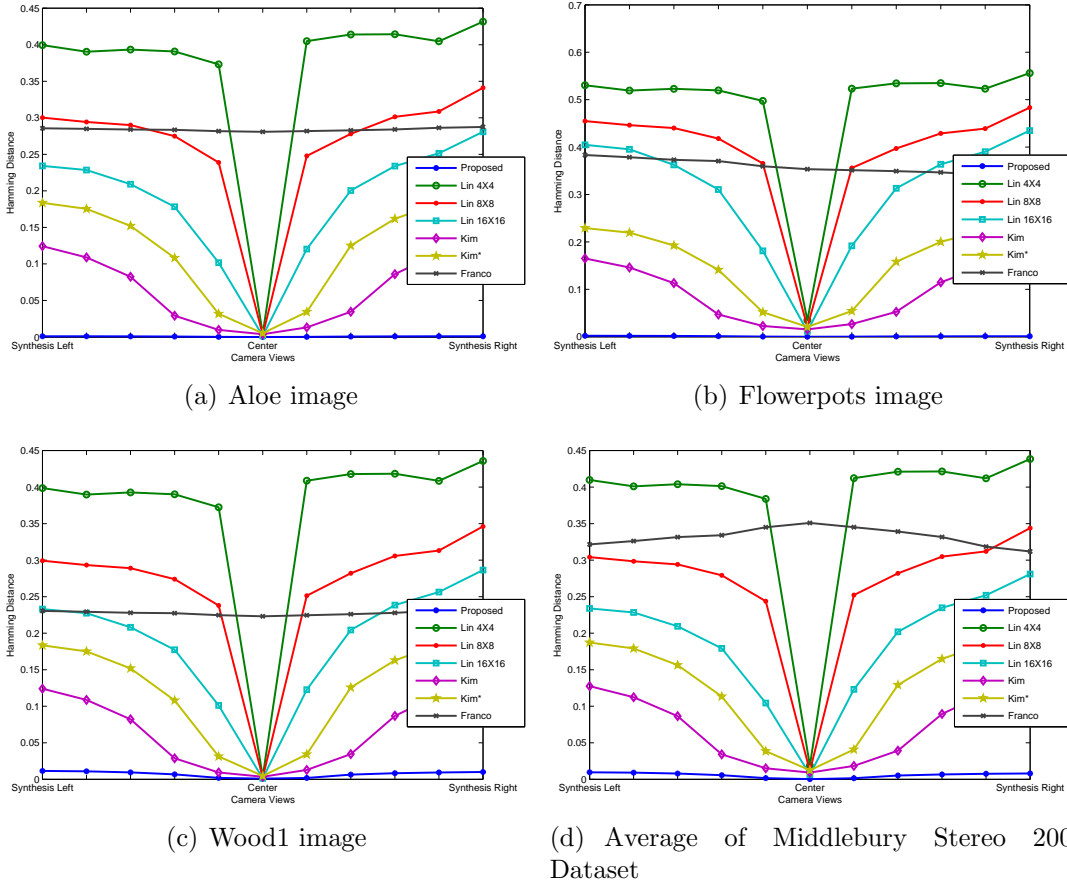 0.45
0.4
0.35
0.3
0.25
0.2
0.15
0.1
0.05
0
Hamming Distance
Synthesis Left
Center
Synthesis Right
Camera Views
Proposed
Lin 4X4
Lin 8X8
Lin 16X16
Kim
Kim*
Franco
(a) Aloe image
0.7
0.6
0.5
0.4
0.3
0.2
0.1
0
Hamming Distance
Synthesis Left
Center
Synthesis Right
Camera Views
Proposed
Lin 4X4
Lin 8X8
Lin 16X16
Kim
Kim*
Franco
(b) Flowerpots image
0.45
0.4
0.35
0.3
0.25
0.2
0.15
0.1
0.05
0
Hamming Distance
Synthesis Left
Center
Synthesis Right
Camera Views
Proposed
Lin 4X4
Lin 8X8
Lin 16X16
Kim
Kim*
Franco
(c) Wood1 image
0.45
0.4
0.35
0.3
0.25
0.2
0.15
0.1
0.05
0
Hamming Distance
Synthesis Left
Center
Synthesis Right
Camera Views
Proposed
Lin 4X4
Lin 8X8
Lin 16X16
Kim
Kim*
Franco
(d) Average of Middlebury Stereo
Dataset